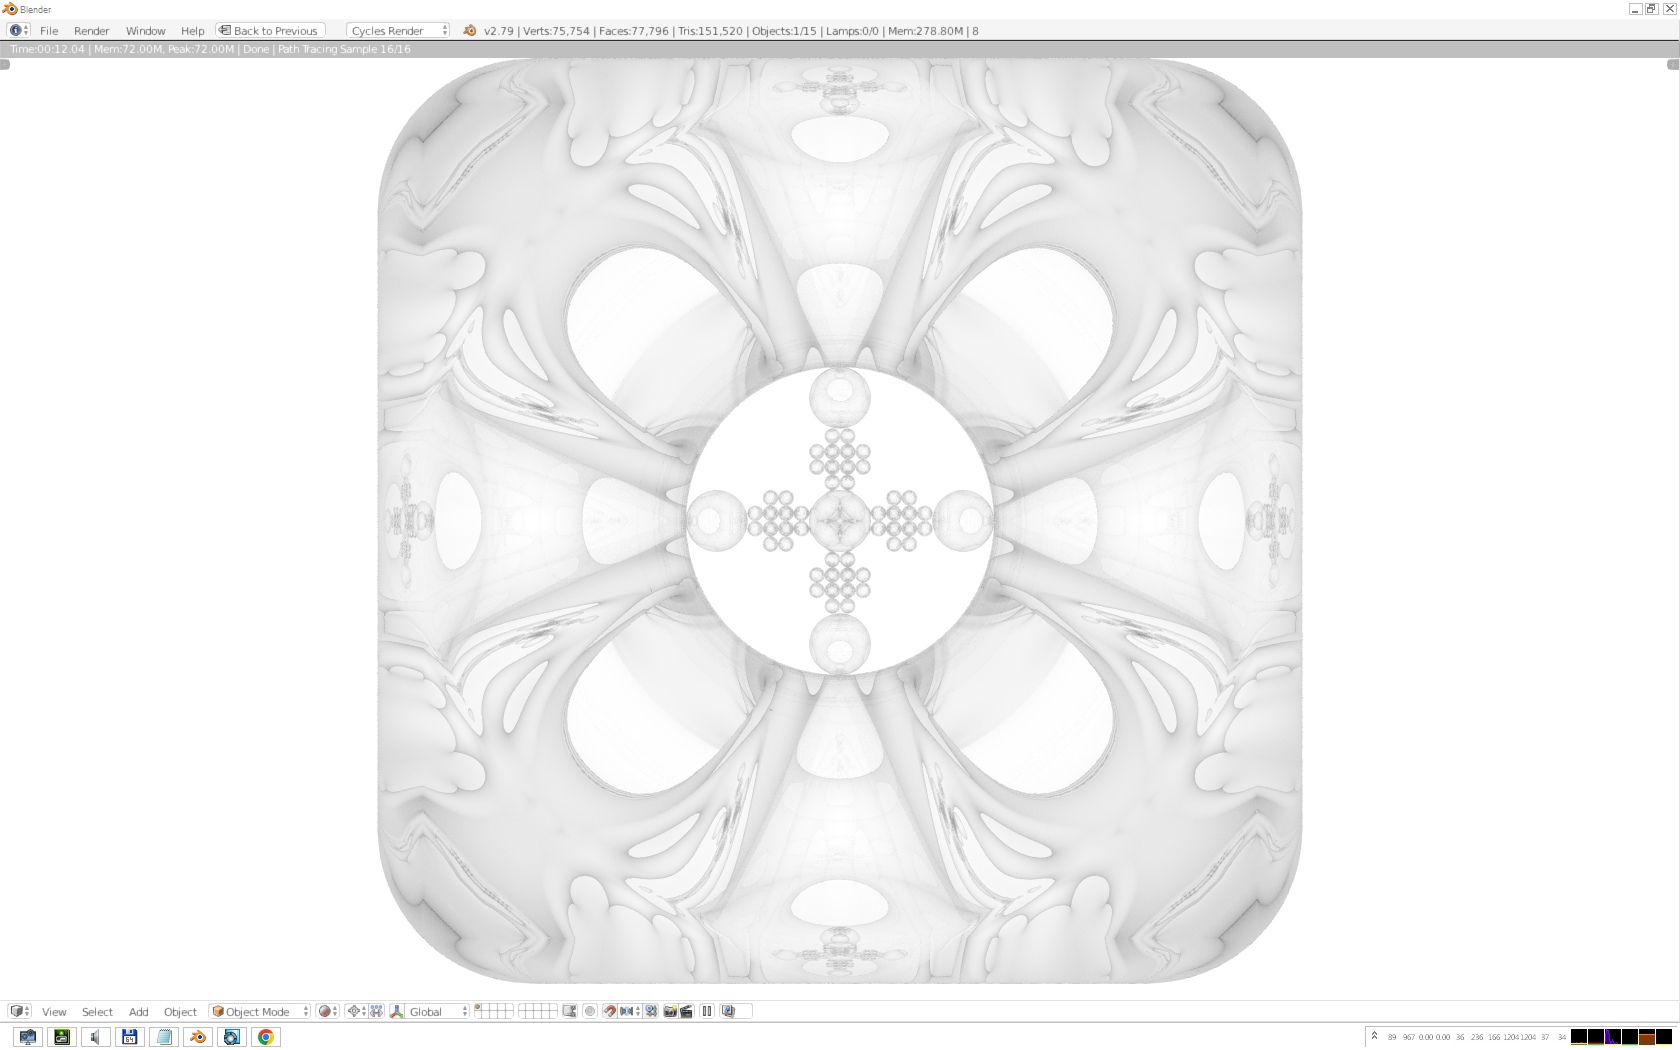 Blender
File Render Window Help Back to Previous Cycles Render v2.79 | Verts:75,754 | Faces:77,796 | Tris:151,520 | Objects:1/15 | Lamps:0/0 | Mem:278.80M | 8
Time:00:12.04 | Mem:72.00M, Peak:72.00M | Done | Path Tracing Sample 16/16
View Select Add Object Object Mode Global
64
89 967 0.00 0.00 36 236 166 1204 1204 37 34